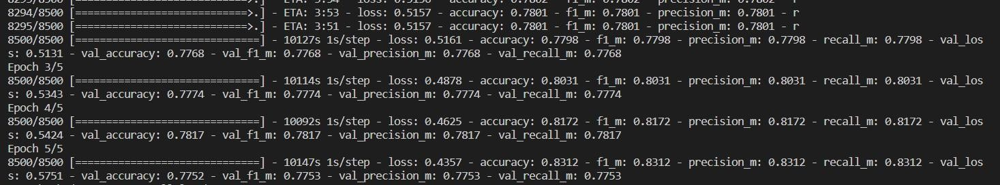 8294/8500 [============================>.] - ETA: 3:53 - loss: 0.5157 - accuracy: 0.7801 - f1_m: 0.7801 - precision_m: 0.7801 - r
8295/8500 [============================>.] - ETA: 3:51 - loss: 0.5157 - accuracy: 0.7801 - f1_m: 0.7801 - precision_m: 0.7801 - r
8500/8500 [==============================] - 10127s 1s/step - loss: 0.5161 - accuracy: 0.7798 - f1_m: 0.7798 - precision_m: 0.7798 - recall_m: 0.7798 - val_los
s: 0.5131 - val_accuracy: 0.7768 - val_f1_m: 0.7768 - val_precision_m: 0.7768 - val_recall_m: 0.7768
Epoch 3/5
8500/8500 [==============================] - 10114s 1s/step - loss: 0.4878 - accuracy: 0.8031 - f1_m: 0.8031 - precision_m: 0.8031 - recall_m: 0.8031 - val_los
s: 0.5343 - val_accuracy: 0.7774 - val_f1_m: 0.7774 - val_precision_m: 0.7774 - val_recall_m: 0.7774
Epoch 4/5
8500/8500 [==============================] - 10092s 1s/step - loss: 0.4625 - accuracy: 0.8172 - f1_m: 0.8172 - precision_m: 0.8172 - recall_m: 0.8172 - val_los
s: 0.5424 - val_accuracy: 0.7817 - val_f1_m: 0.7817 - val_precision_m: 0.7817 - val_recall_m: 0.7817
Epoch 5/5
8500/8500 [==============================] - 10147s 1s/step - loss: 0.4357 - accuracy: 0.8312 - f1_m: 0.8312 - precision_m: 0.8312 - recall_m: 0.8312 - val_los
s: 0.5751 - val_accuracy: 0.7752 - val_f1_m: 0.7753 - val_precision_m: 0.7753 - val_recall_m: 0.7753